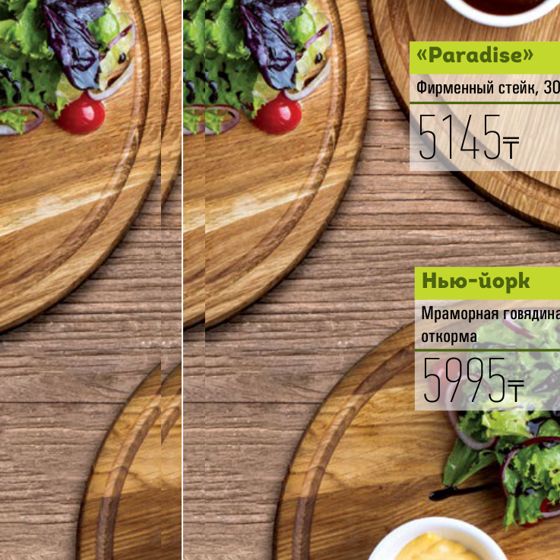 «Paradise»
Фирменный стейк, 30
5145₸
Нью-йорк
Мраморная говядина
откорма
5995₸